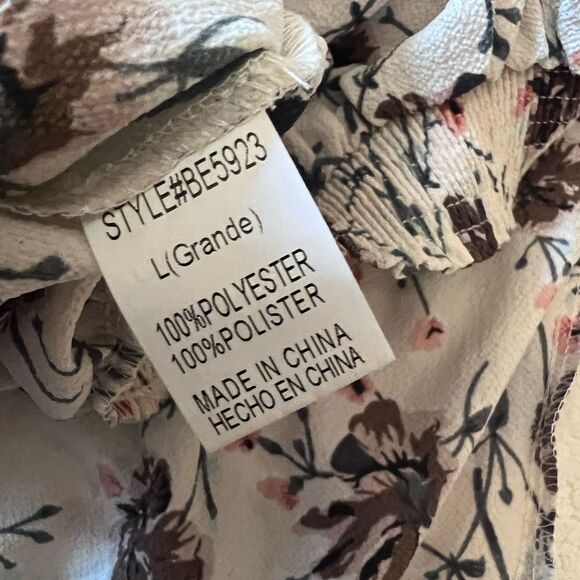 STYLE#BE5923
L(Grande)
100%POLYESTER
100%POLISTER
MADE IN CHINA
HECHO EN CHINA